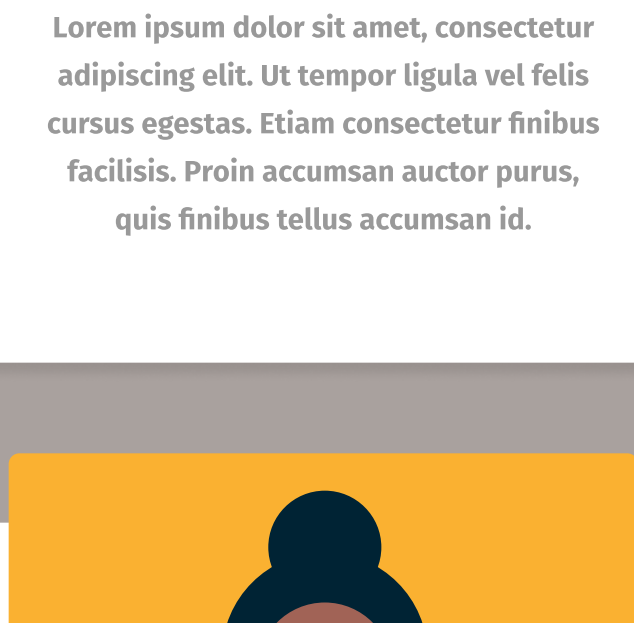 Lorem ipsum dolor sit amet, consectetur
adipiscing elit. Ut tempor ligula vel felis
cursus egestas. Etiam consectetur finibus
facilisis. Proin accumsan auctor purus,
quis finibus tellus accumsan id.